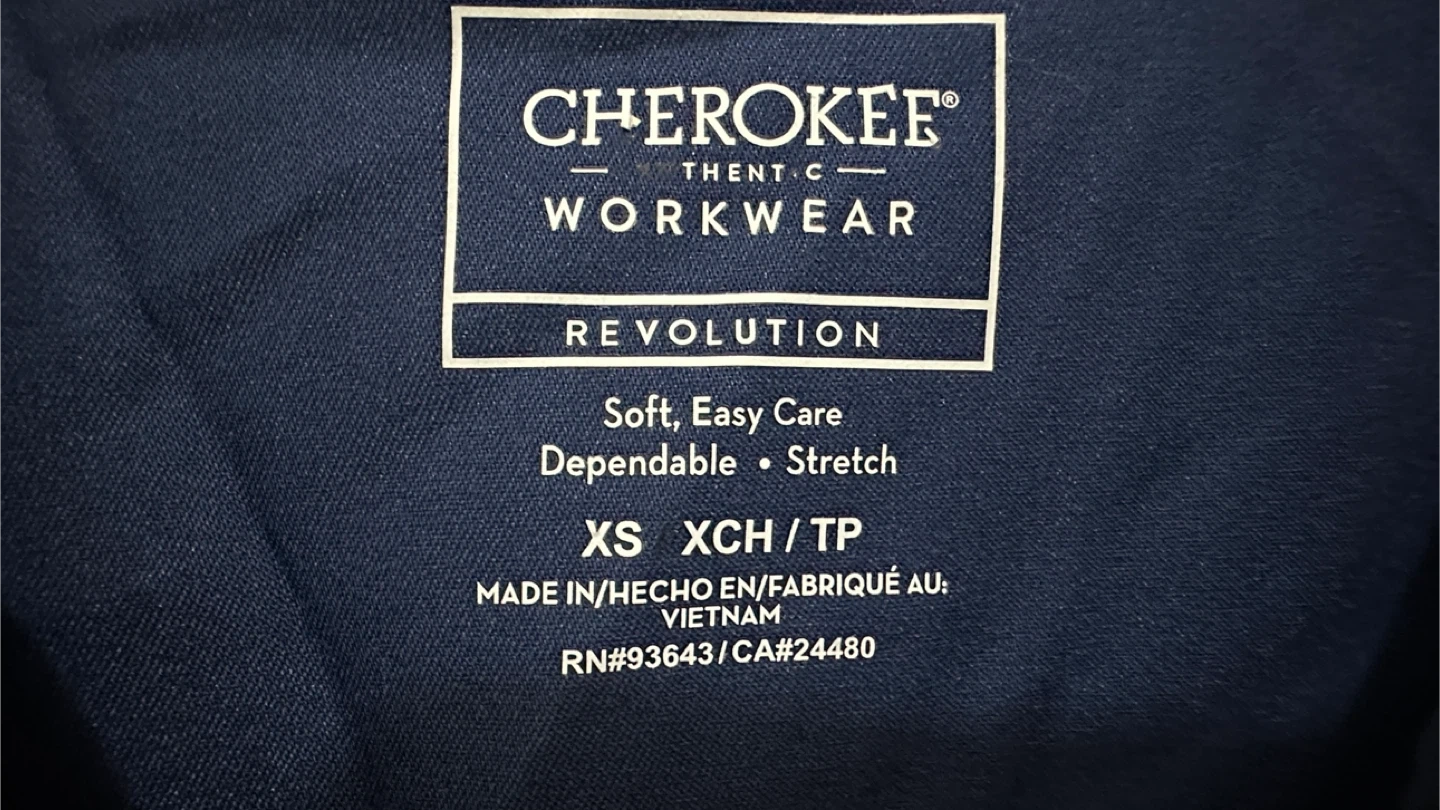 CHEROKEE®
THENT C
WORKWEAR
REVOLUTION
Soft, Easy Care
Dependable • Stretch
XS XCH / TP
MADE IN/HECHO EN/FABRIQUÉ AU:
VIETNAM
RN#93643 / CA#24480